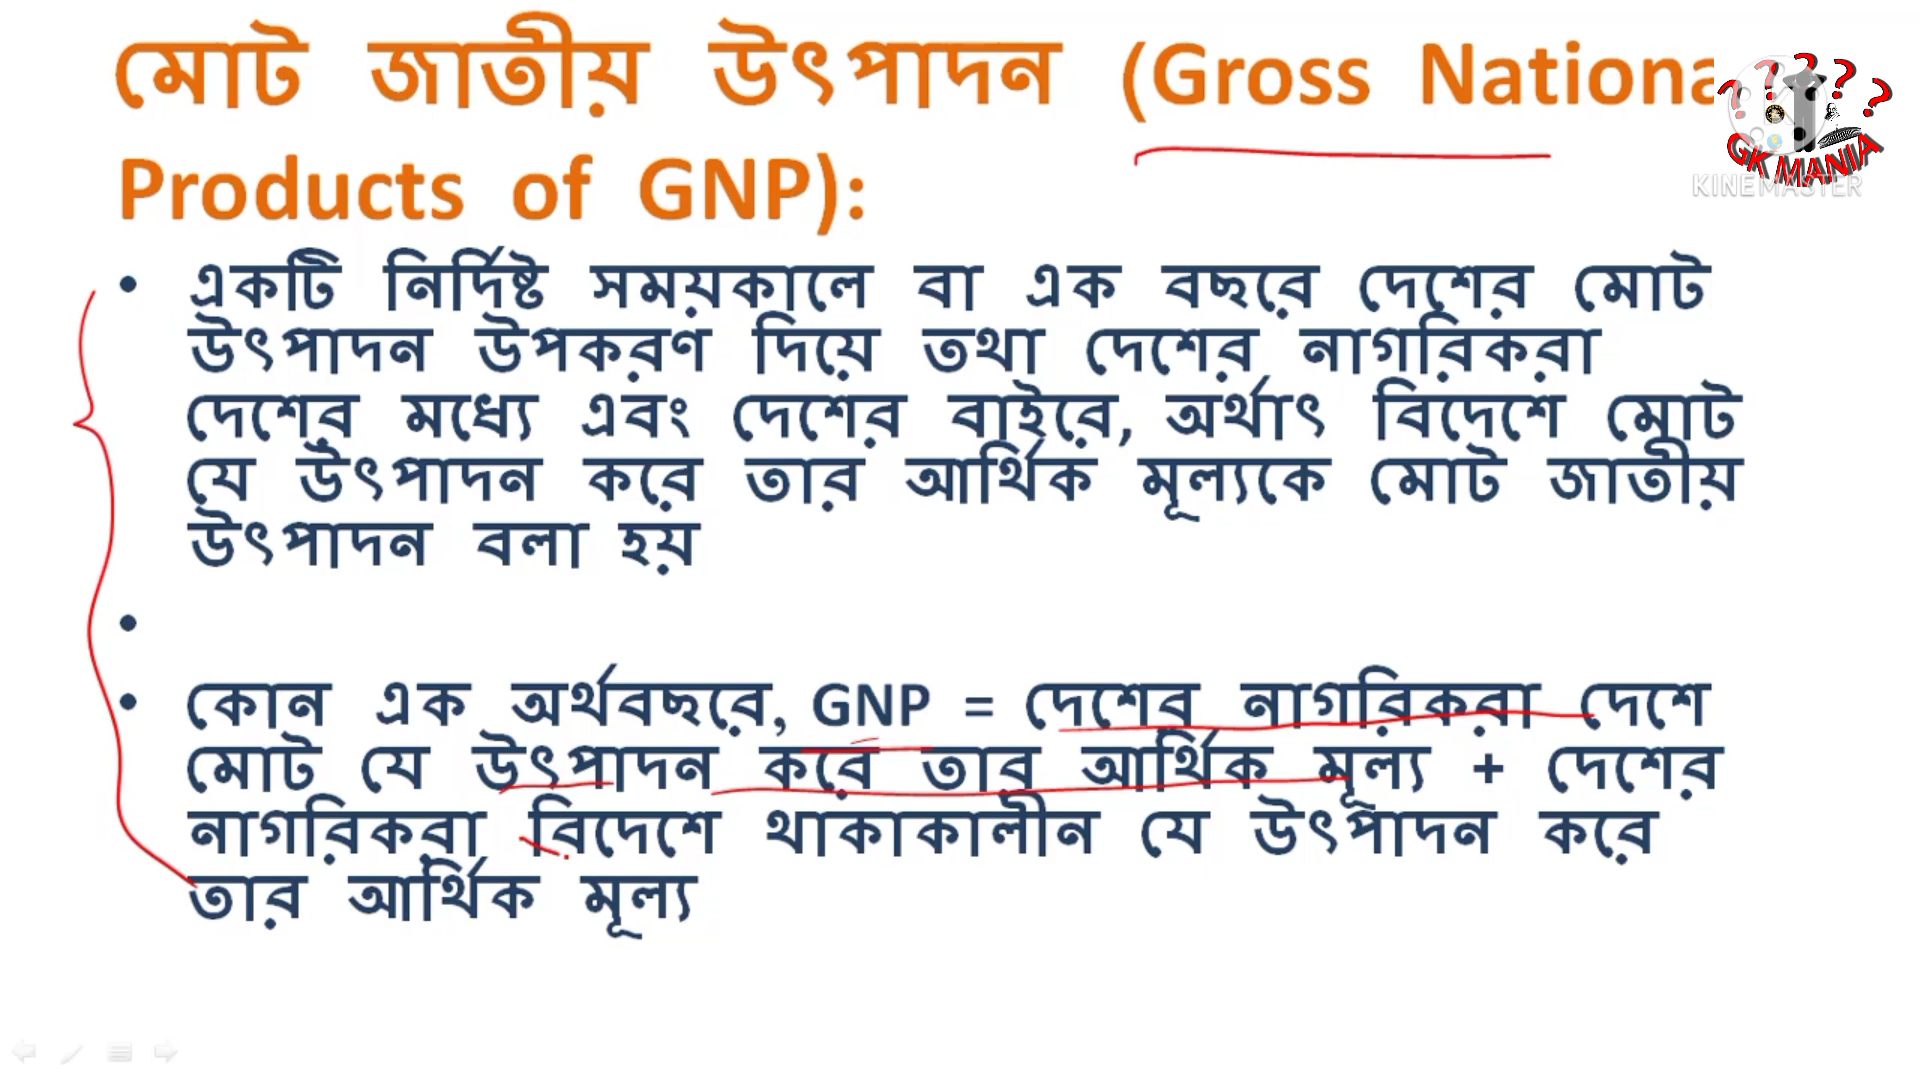 মোট জাতীয় উৎপাদন (Gross Nationa
Products of GNP):
• একটি নির্দিষ্ট সময়কালে বা এক বছরে দেশের মোট
উৎপাদন উপকরণ দিয়ে তথা দেশের নাগরিকরা
দেশের মধ্যে এবং দেশের বাইরে, অর্থাৎ বিদেশে মোট
যে উৎপাদন করে তার আর্থিক মূল্যকে মোট জাতীয়
উৎপাদন বলা হয়
•
• কোন এক অর্থবছরে, GNP = দেশের নাগরিকরা দেশে
মোট যে উৎপাদন করে তার আর্থিক মূল্য + দেশের
নাগরিকরা বিদেশে থাকাকালীন যে উৎপাদন করে
তার আর্থিক মূল্য
? ? ? ? ?
GK MANIA
KINEMASTER